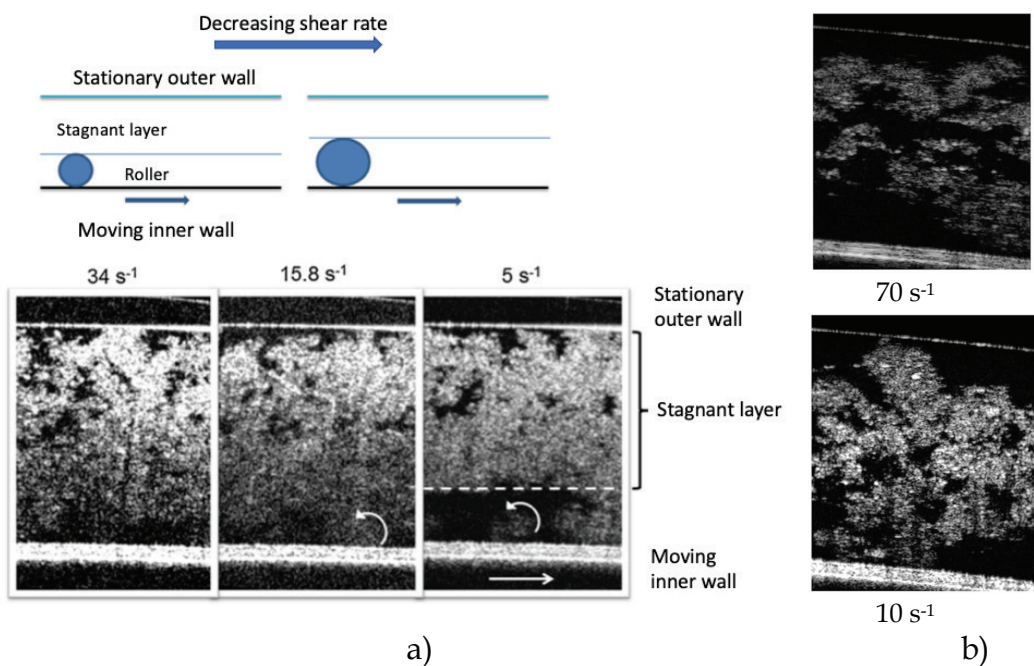 Decreasing shear rate
Stationary outer wall
Stagnant layer
Roller
Moving inner wall
34 s⁻¹
15.8 s⁻¹
5 s⁻¹
Stationary
outer wall
Stagnant layer
Moving
inner wall
a)
70 s⁻¹
10 s⁻¹
b)